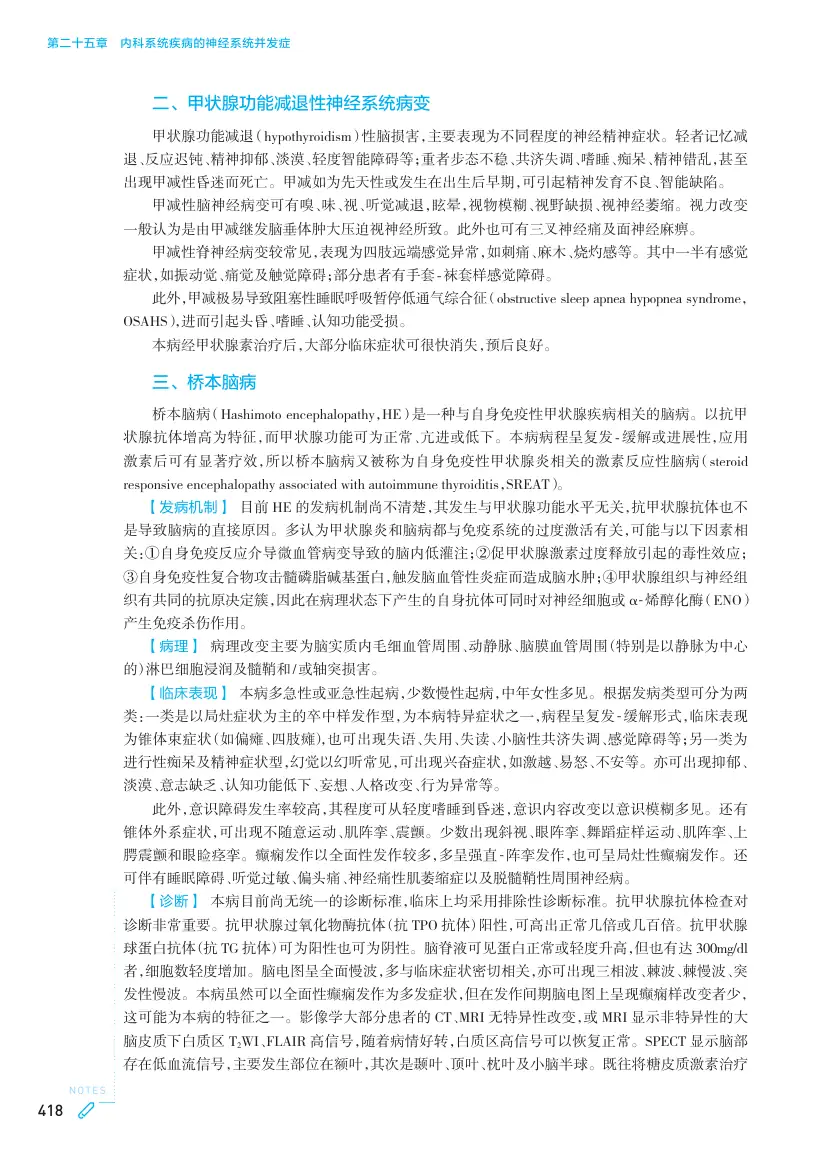 第二十五章 内科系统疾病的神经系统并发症
二、甲状腺功能减退性神经系统病变
甲状腺功能减退（hypothyroidism）性脑损害，主要表现为不同程度的神经精神症状。轻者记忆减
退、反应迟钝、精神抑郁、淡漠、轻度智能障碍等；重者步态不稳、共济失调、嗜睡、痴呆、精神错乱，甚至
出现甲减性昏迷而死亡。甲减如为先天性或发生在出生后早期，可引起精神发育不良、智能缺陷。
甲减性脑神经病变可有嗅、味、视、听觉减退，眩晕，视物模糊、视野缺损、视神经萎缩。视力改变
一般认为是由甲减继发脑垂体肿大压迫视神经所致。此外也可有三叉神经痛及面神经麻痹。
甲减性脊神经病变较常见，表现为四肢远端感觉异常，如刺痛、麻木、烧灼感等。其中一半有感觉
症状，如振动觉、痛觉及触觉障碍；部分患者有手套-袜套样感觉障碍。
此外，甲减极易导致阻塞性睡眠呼吸暂停低通气综合征（obstructive sleep apnea hypopnea syndrome，
OSAHS），进而引起头昏、嗜睡、认知功能受损。
本病经甲状腺素治疗后，大部分临床症状可很快消失，预后良好。
三、桥本脑病
桥本脑病（Hashimoto encephalopathy，HE）是一种与自身免疫性甲状腺疾病相关的脑病。以抗甲
状腺抗体增高为特征，而甲状腺功能可为正常、亢进或低下。本病病程呈复发-缓解或进展性，应用
激素后可有显著疗效，所以桥本脑病又被称为自身免疫性甲状腺炎相关的激素反应性脑病（steroid
responsive encephalopathy associated with autoimmune thyroiditis，SREAT）。
【发病机制】 目前 HE 的发病机制尚不清楚，其发生与甲状腺功能水平无关，抗甲状腺抗体也不
是导致脑病的直接原因。多认为甲状腺炎和脑病都与免疫系统的过度激活有关，可能与以下因素相
关：①自身免疫反应介导微血管病变导致的脑内低灌注；②促甲状腺激素过度释放引起的毒性效应；
③自身免疫性复合物攻击髓磷脂碱基蛋白，触发脑血管性炎症而造成脑水肿；④甲状腺组织与神经组
织有共同的抗原决定簇，因此在病理状态下产生的自身抗体可同时对神经细胞或 α-烯醇化酶（ENO）
产生免疫杀伤作用。
【病理】 病理改变主要为脑实质内毛细血管周围、动静脉、脑膜血管周围（特别是以静脉为中心
的）淋巴细胞浸润及髓鞘和/或轴突损害。
【临床表现】 本病多急性或亚急性起病，少数慢性起病，中年女性多见。根据发病类型可分为两
类：一类是以局灶症状为主的卒中样发作型，为本病特异症状之一，病程呈复发-缓解形式，临床表现
为锥体束症状（如偏瘫、四肢瘫），也可出现失语、失用、失读、小脑性共济失调、感觉障碍等；另一类为
进行性痴呆及精神症状型，幻觉以幻听常见，可出现兴奋症状，如激越、易怒、不安等。亦可出现抑郁、
淡漠、意志缺乏、认知功能低下、妄想、人格改变、行为异常等。
此外，意识障碍发生率较高，其程度可从轻度嗜睡到昏迷，意识内容改变以意识模糊多见。还有
锥体外系症状，可出现不随意运动、肌阵挛、震颤。少数出现斜视、眼阵挛、舞蹈症样运动、肌阵挛、上
腭震颤和眼睑痉挛。癫痫发作以全面性发作较多，多呈强直-阵挛发作，也可呈局灶性癫痫发作。还
可伴有睡眠障碍、听觉过敏、偏头痛、神经痛性肌萎缩症以及脱髓鞘性周围神经病。
【诊断】 本病目前尚无统一的诊断标准，临床上均采用排除性诊断标准。抗甲状腺抗体检查对
诊断非常重要。抗甲状腺过氧化物酶抗体（抗 TPO 抗体）阳性，可高出正常几倍或几百倍。抗甲状腺
球蛋白抗体（抗 TG 抗体）可为阳性也可为阴性。脑脊液可见蛋白正常或轻度升高，但也有达 300mg/dl
者，细胞数轻度增加。脑电图呈全面慢波，多与临床症状密切相关，亦可出现三相波、棘波、棘慢波、突
发性慢波。本病虽然可以全面性癫痫发作为多发症状，但在发作间期脑电图上呈现癫痫样改变者少，
这可能为本病的特征之一。影像学大部分患者的 CT、MRI 无特异性改变，或 MRI 显示非特异性的大
脑皮质下白质区 T₂WI、FLAIR 高信号，随着病情好转，白质区高信号可以恢复正常。SPECT 显示脑部
存在低血流信号，主要发生部位在额叶，其次是颞叶、顶叶、枕叶及小脑半球。既往将糖皮质激素治疗
NOTES
418